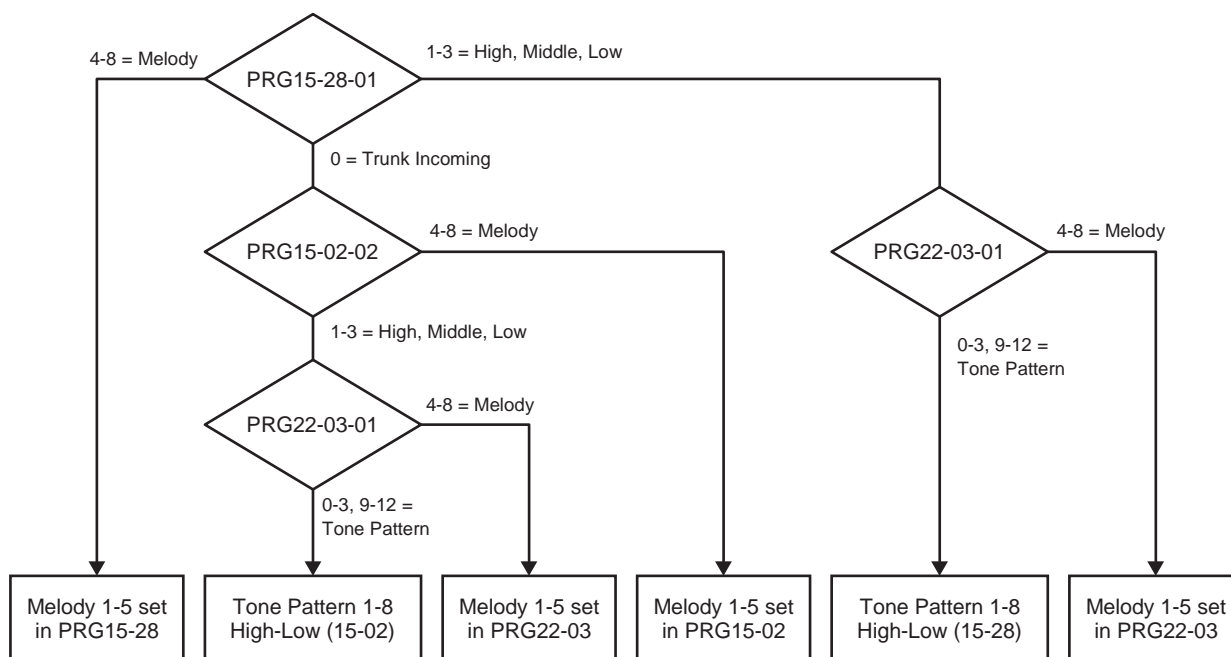 4-8 = Melody
PRG15-28-01
1-3 = High, Middle, Low
0 = Trunk Incoming
PRG15-02-02
4-8 = Melody
PRG22-03-01
4-8 = Melody
1-3 = High, Middle, Low
0-3, 9-12 =
Tone Pattern
PRG22-03-01
4-8 = Melody
0-3, 9-12 =
Tone Pattern
Melody 1-5 set
in PRG15-28
Tone Pattern 1-8
High-Low (15-02)
Melody 1-5 set
in PRG22-03
Melody 1-5 set
in PRG15-02
Tone Pattern 1-8
High-Low (15-28)
Melody 1-5 set
in PRG22-03